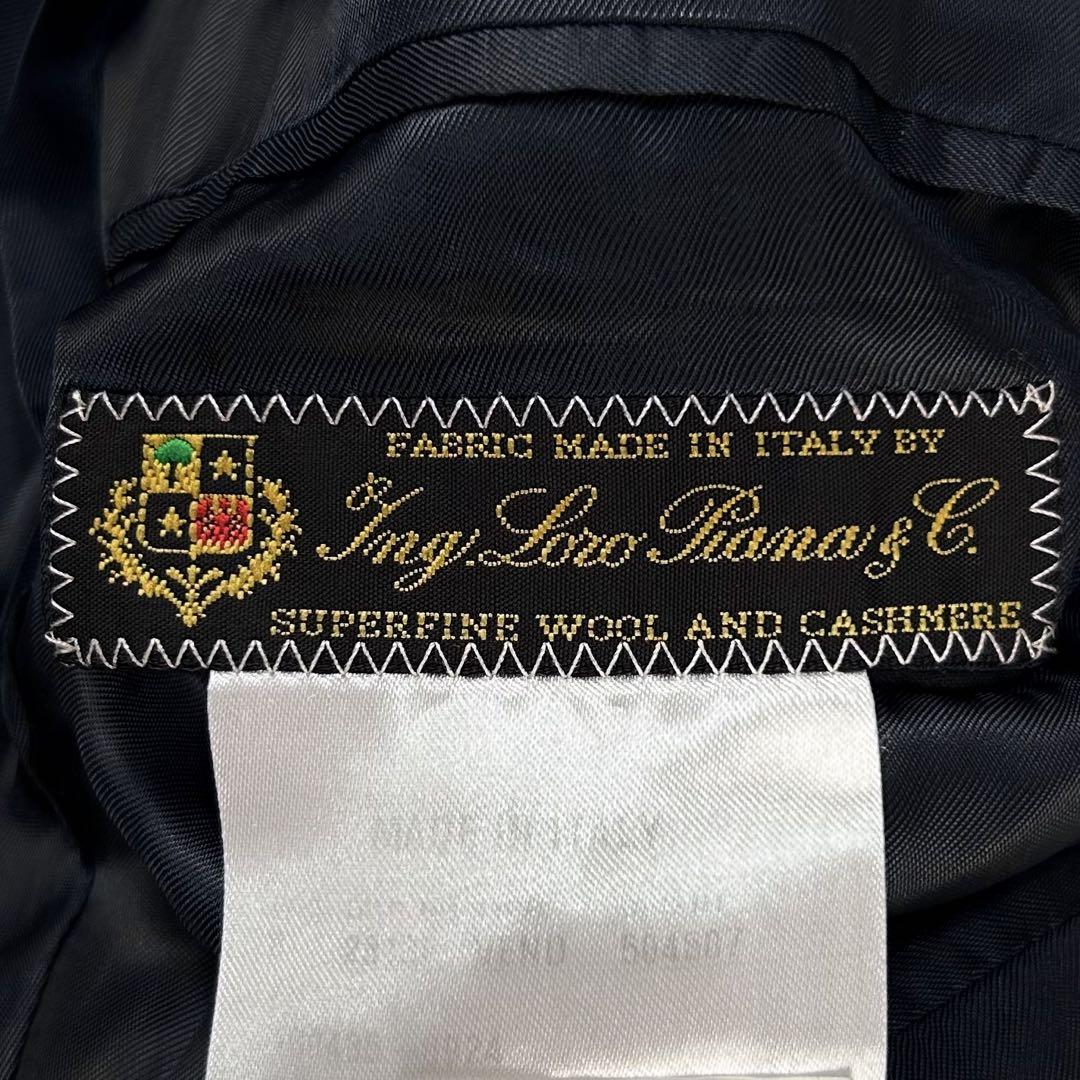 FABRIC MADE IN ITALY BY
Ing. Loro Piana & C.
SUPERFINE WOOL AND CASHMERE
MADE IN ITALY